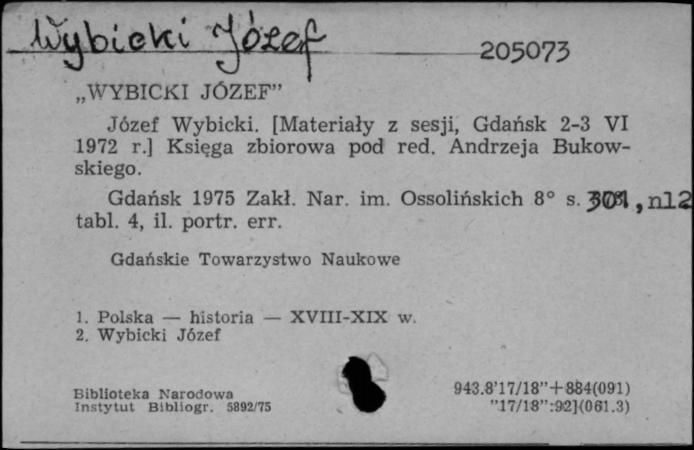 Wybicki Józef
205073
„WYBICKI JÓZEF”
Józef Wybicki. [Materiały z sesji, Gdańsk 2-3 VI
1972 r.] Księga zbiorowa pod red. Andrzeja Bukow-
skiego.
Gdańsk 1975 Zakł. Nar. im. Ossolińskich 8° s. 301, nl2
tabl. 4, il. portr. err.
Gdańskie Towarzystwo Naukowe
1. Polska — historia — XVIII-XIX w.
2. Wybicki Józef
Biblioteka Narodowa
Instytut Bibliogr. 5892/75
943.8'17/18"+884(091)
"17/18":92](061.3)